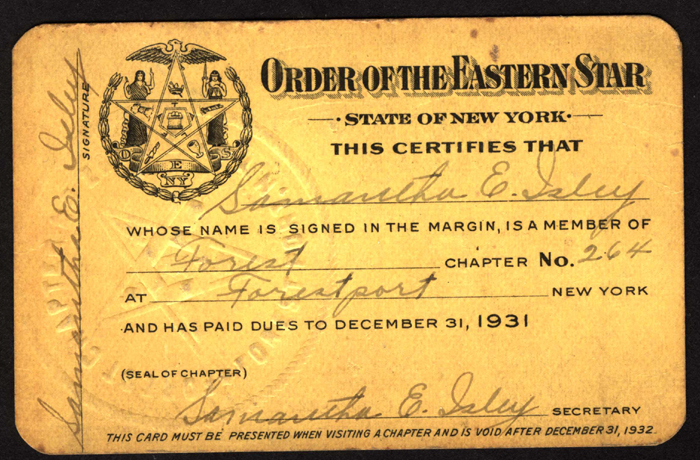 ORDER OF THE EASTERN STAR
STATE OF NEW YORK
THIS CERTIFIES THAT
Samantha E. Isley
WHOSE NAME IS SIGNED IN THE MARGIN, IS A MEMBER OF
Forest CHAPTER No. 264
AT Forestport NEW YORK
AND HAS PAID DUES TO DECEMBER 31, 1931
(SEAL OF CHAPTER)
Samantha E. Isley SECRETARY
THIS CARD MUST BE PRESENTED WHEN VISITING A CHAPTER AND IS VOID AFTER DECEMBER 31, 1932.
SIGNATURE
Samantha E. Isley
E
NY